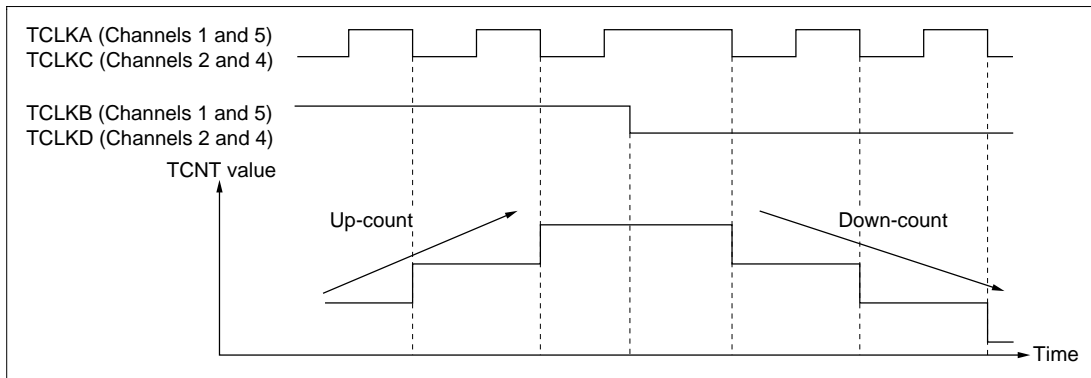 TCLKA (Channels 1 and 5)
TCLKC (Channels 2 and 4)
TCLKB (Channels 1 and 5)
TCLKD (Channels 2 and 4)
TCNT value
Up-count
Down-count
Time